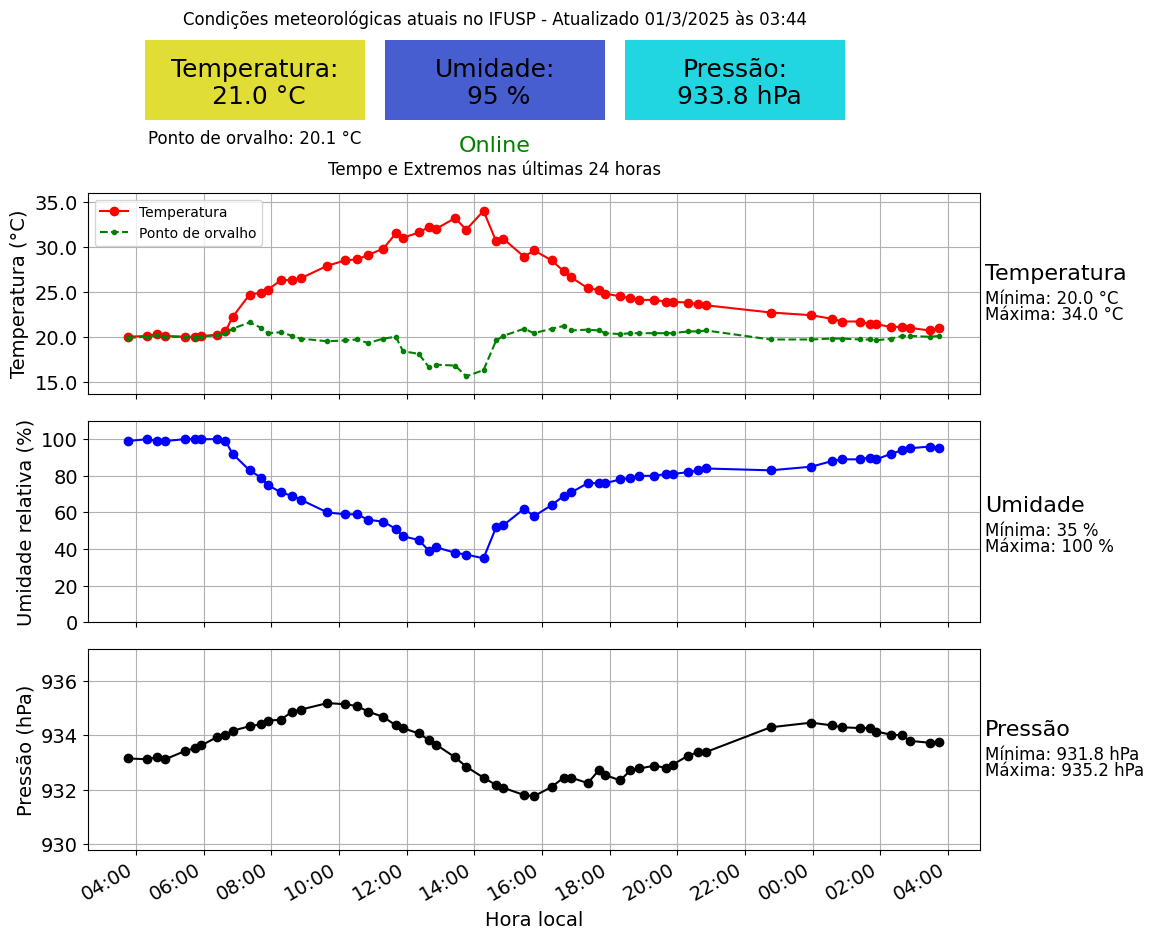 Condições meteorológicas atuais no IFUSP - Atualizado 01/3/2025 às 03:44
Temperatura:
21.0 °C
Umidade:
95 %
Pressão:
933.8 hPa
Ponto de orvalho: 20.1 °C
Online
Tempo e Extremos nas últimas 24 horas
Temperatura (°C)
35.0
30.0
25.0
20.0
15.0
Temperatura
Ponto de orvalho
Temperatura
Mínima: 20.0 °C
Máxima: 34.0 °C
Umidade relativa (%)
100
80
60
40
20
0
Umidade
Mínima: 35 %
Máxima: 100 %
Pressão (hPa)
936
934
932
930
Pressão
Mínima: 931.8 hPa
Máxima: 935.2 hPa
04:00 06:00 08:00 10:00 12:00 14:00 16:00 18:00 20:00 22:00 00:00 02:00 04:00
Hora local